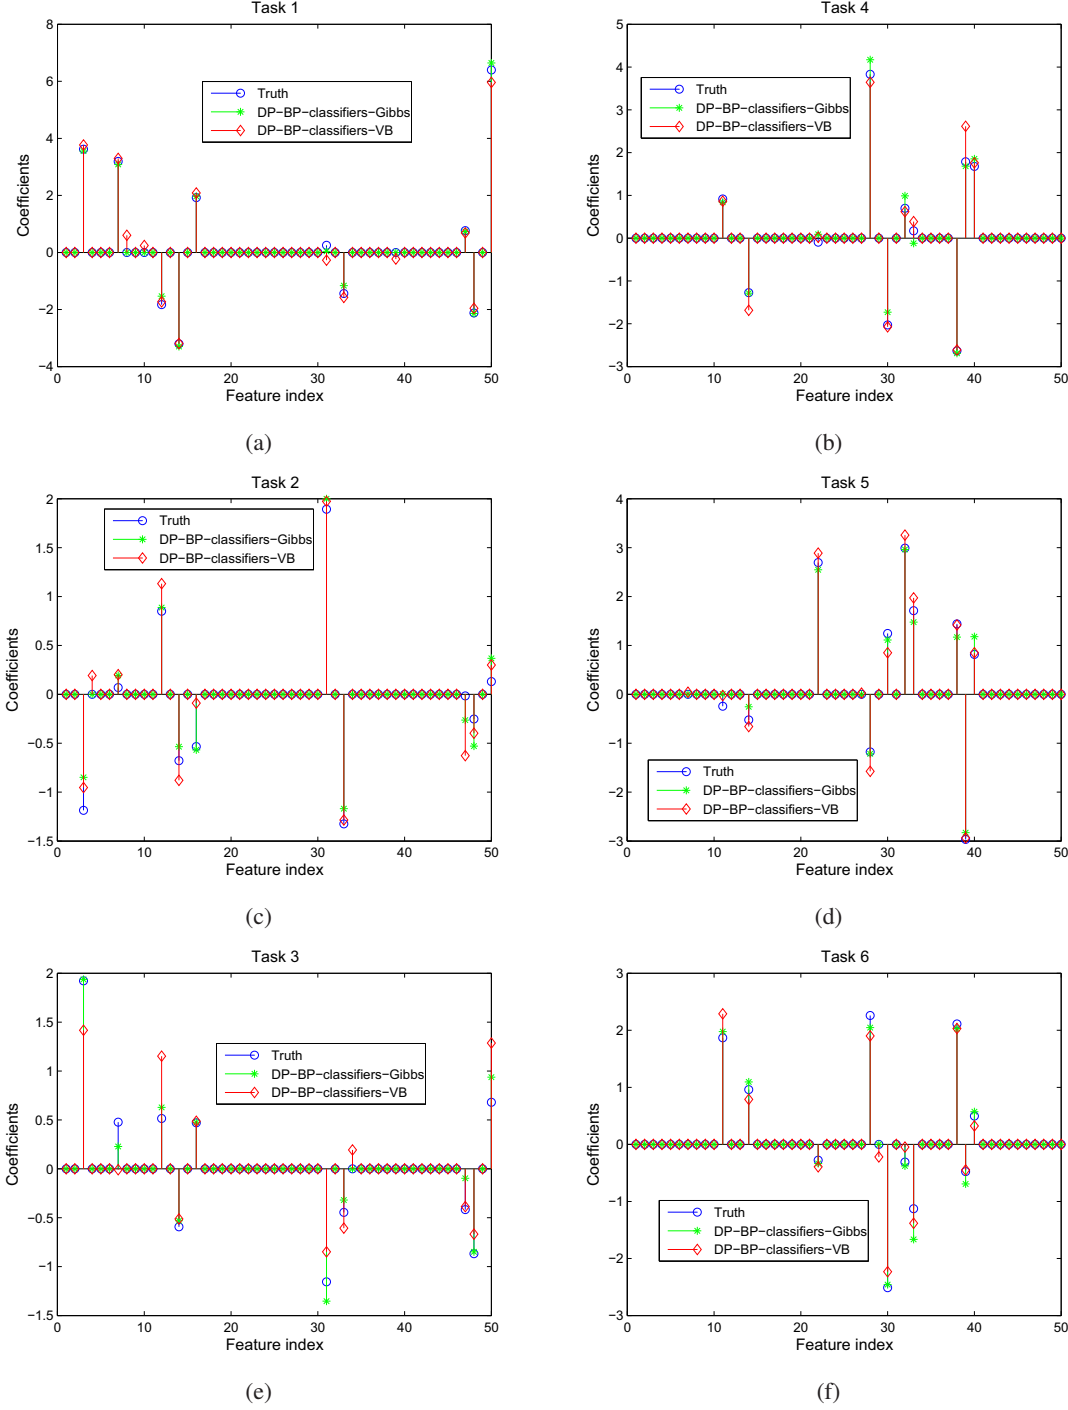 Task 1
8
6
4
2
0
−2
−4
0 10 20 30 40 50
Coefficients
Feature index
Truth
DP−BP−classifiers−Gibbs
DP−BP−classifiers−VB
(a)
Task 4
5
4
3
2
1
0
−1
−2
−3
0 10 20 30 40 50
Coefficients
Feature index
Truth
DP−BP−classifiers−Gibbs
DP−BP−classifiers−VB
(b)
Task 2
2
1.5
1
0.5
0
−0.5
−1
−1.5
0 10 20 30 40 50
Coefficients
Feature index
Truth
DP−BP−classifiers−Gibbs
DP−BP−classifiers−VB
(c)
Task 5
4
3
2
1
0
−1
−2
−3
0 10 20 30 40 50
Coefficients
Feature index
Truth
DP−BP−classifiers−Gibbs
DP−BP−classifiers−VB
(d)
Task 3
2
1.5
1
0.5
0
−0.5
−1
−1.5
0 10 20 30 40 50
Coefficients
Feature index
Truth
DP−BP−classifiers−Gibbs
DP−BP−classifiers−VB
(e)
Task 6
3
2
1
0
−1
−2
−3
0 10 20 30 40 50
Coefficients
Feature index
Truth
DP−BP−classifiers−Gibbs
DP−BP−classifiers−VB
(f)